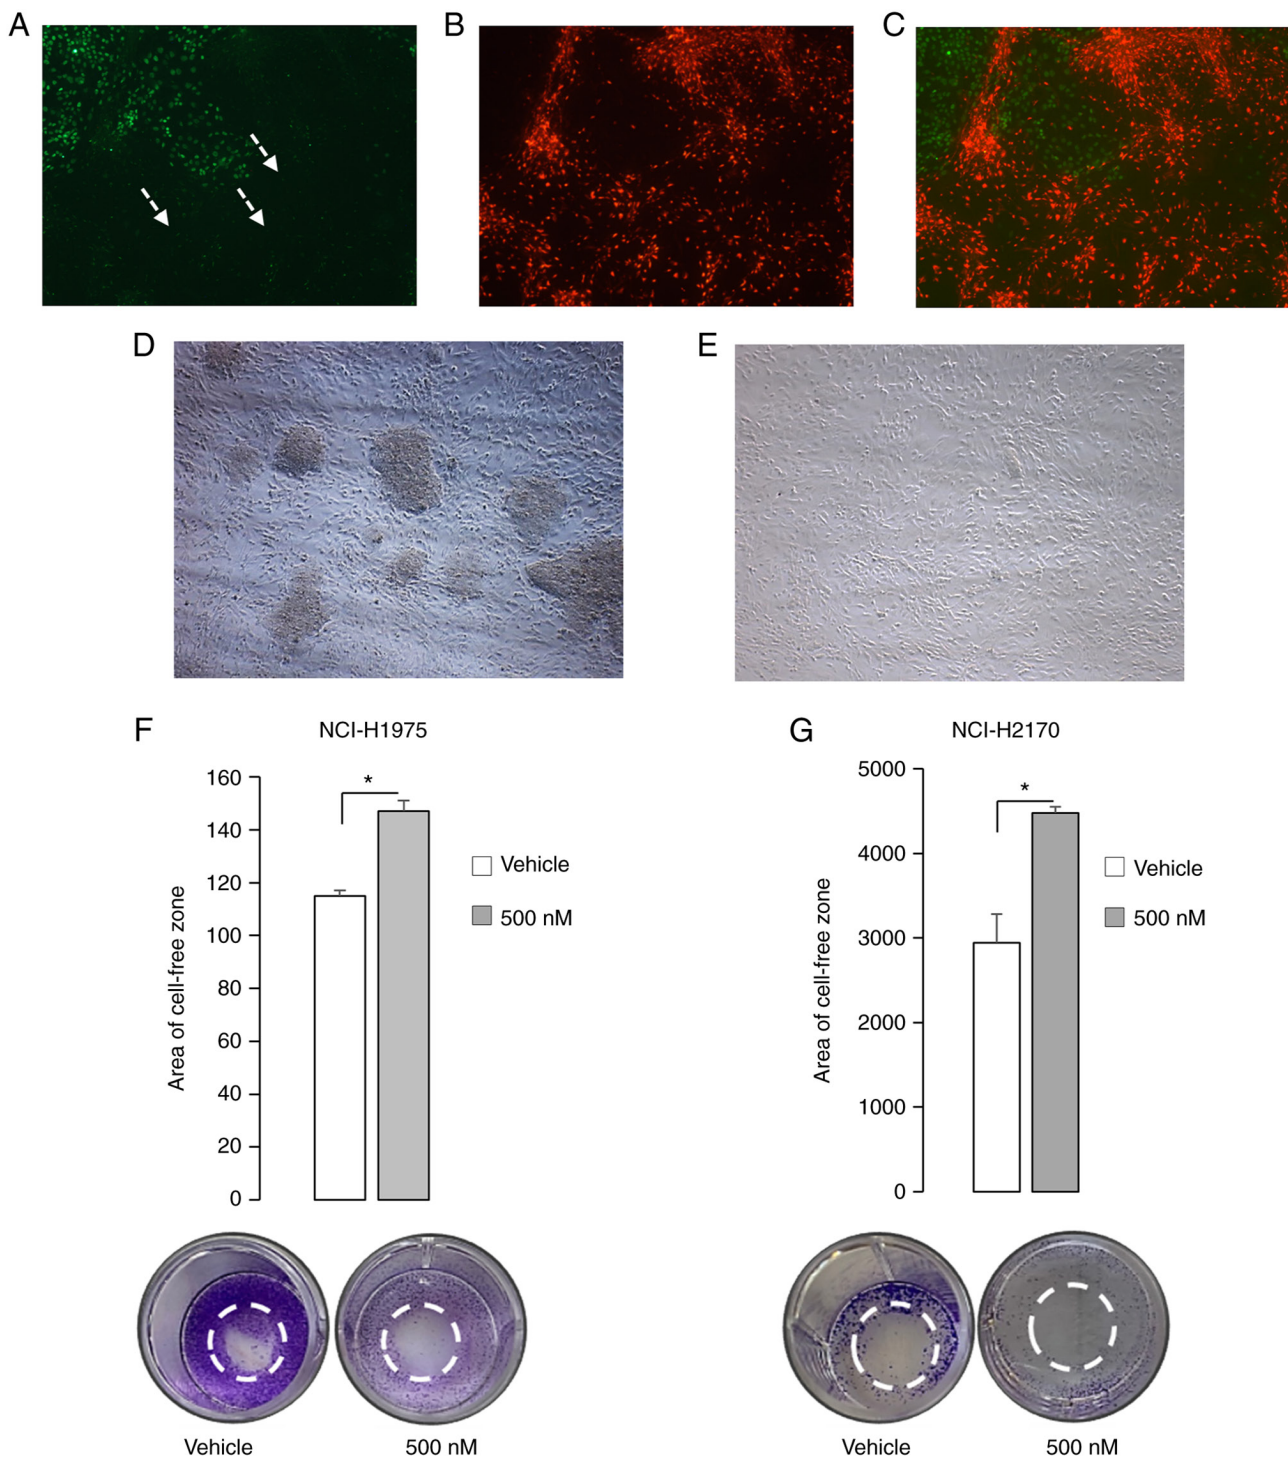 A
B
C
D
E
F
NCI-H1975
160
140
120
100
80
60
40
20
0
Area of cell-free zone
*
Vehicle
500 nM
Vehicle
500 nM
G
NCI-H2170
5000
4000
3000
2000
1000
0
Area of cell-free zone
*
Vehicle
500 nM
Vehicle
500 nM